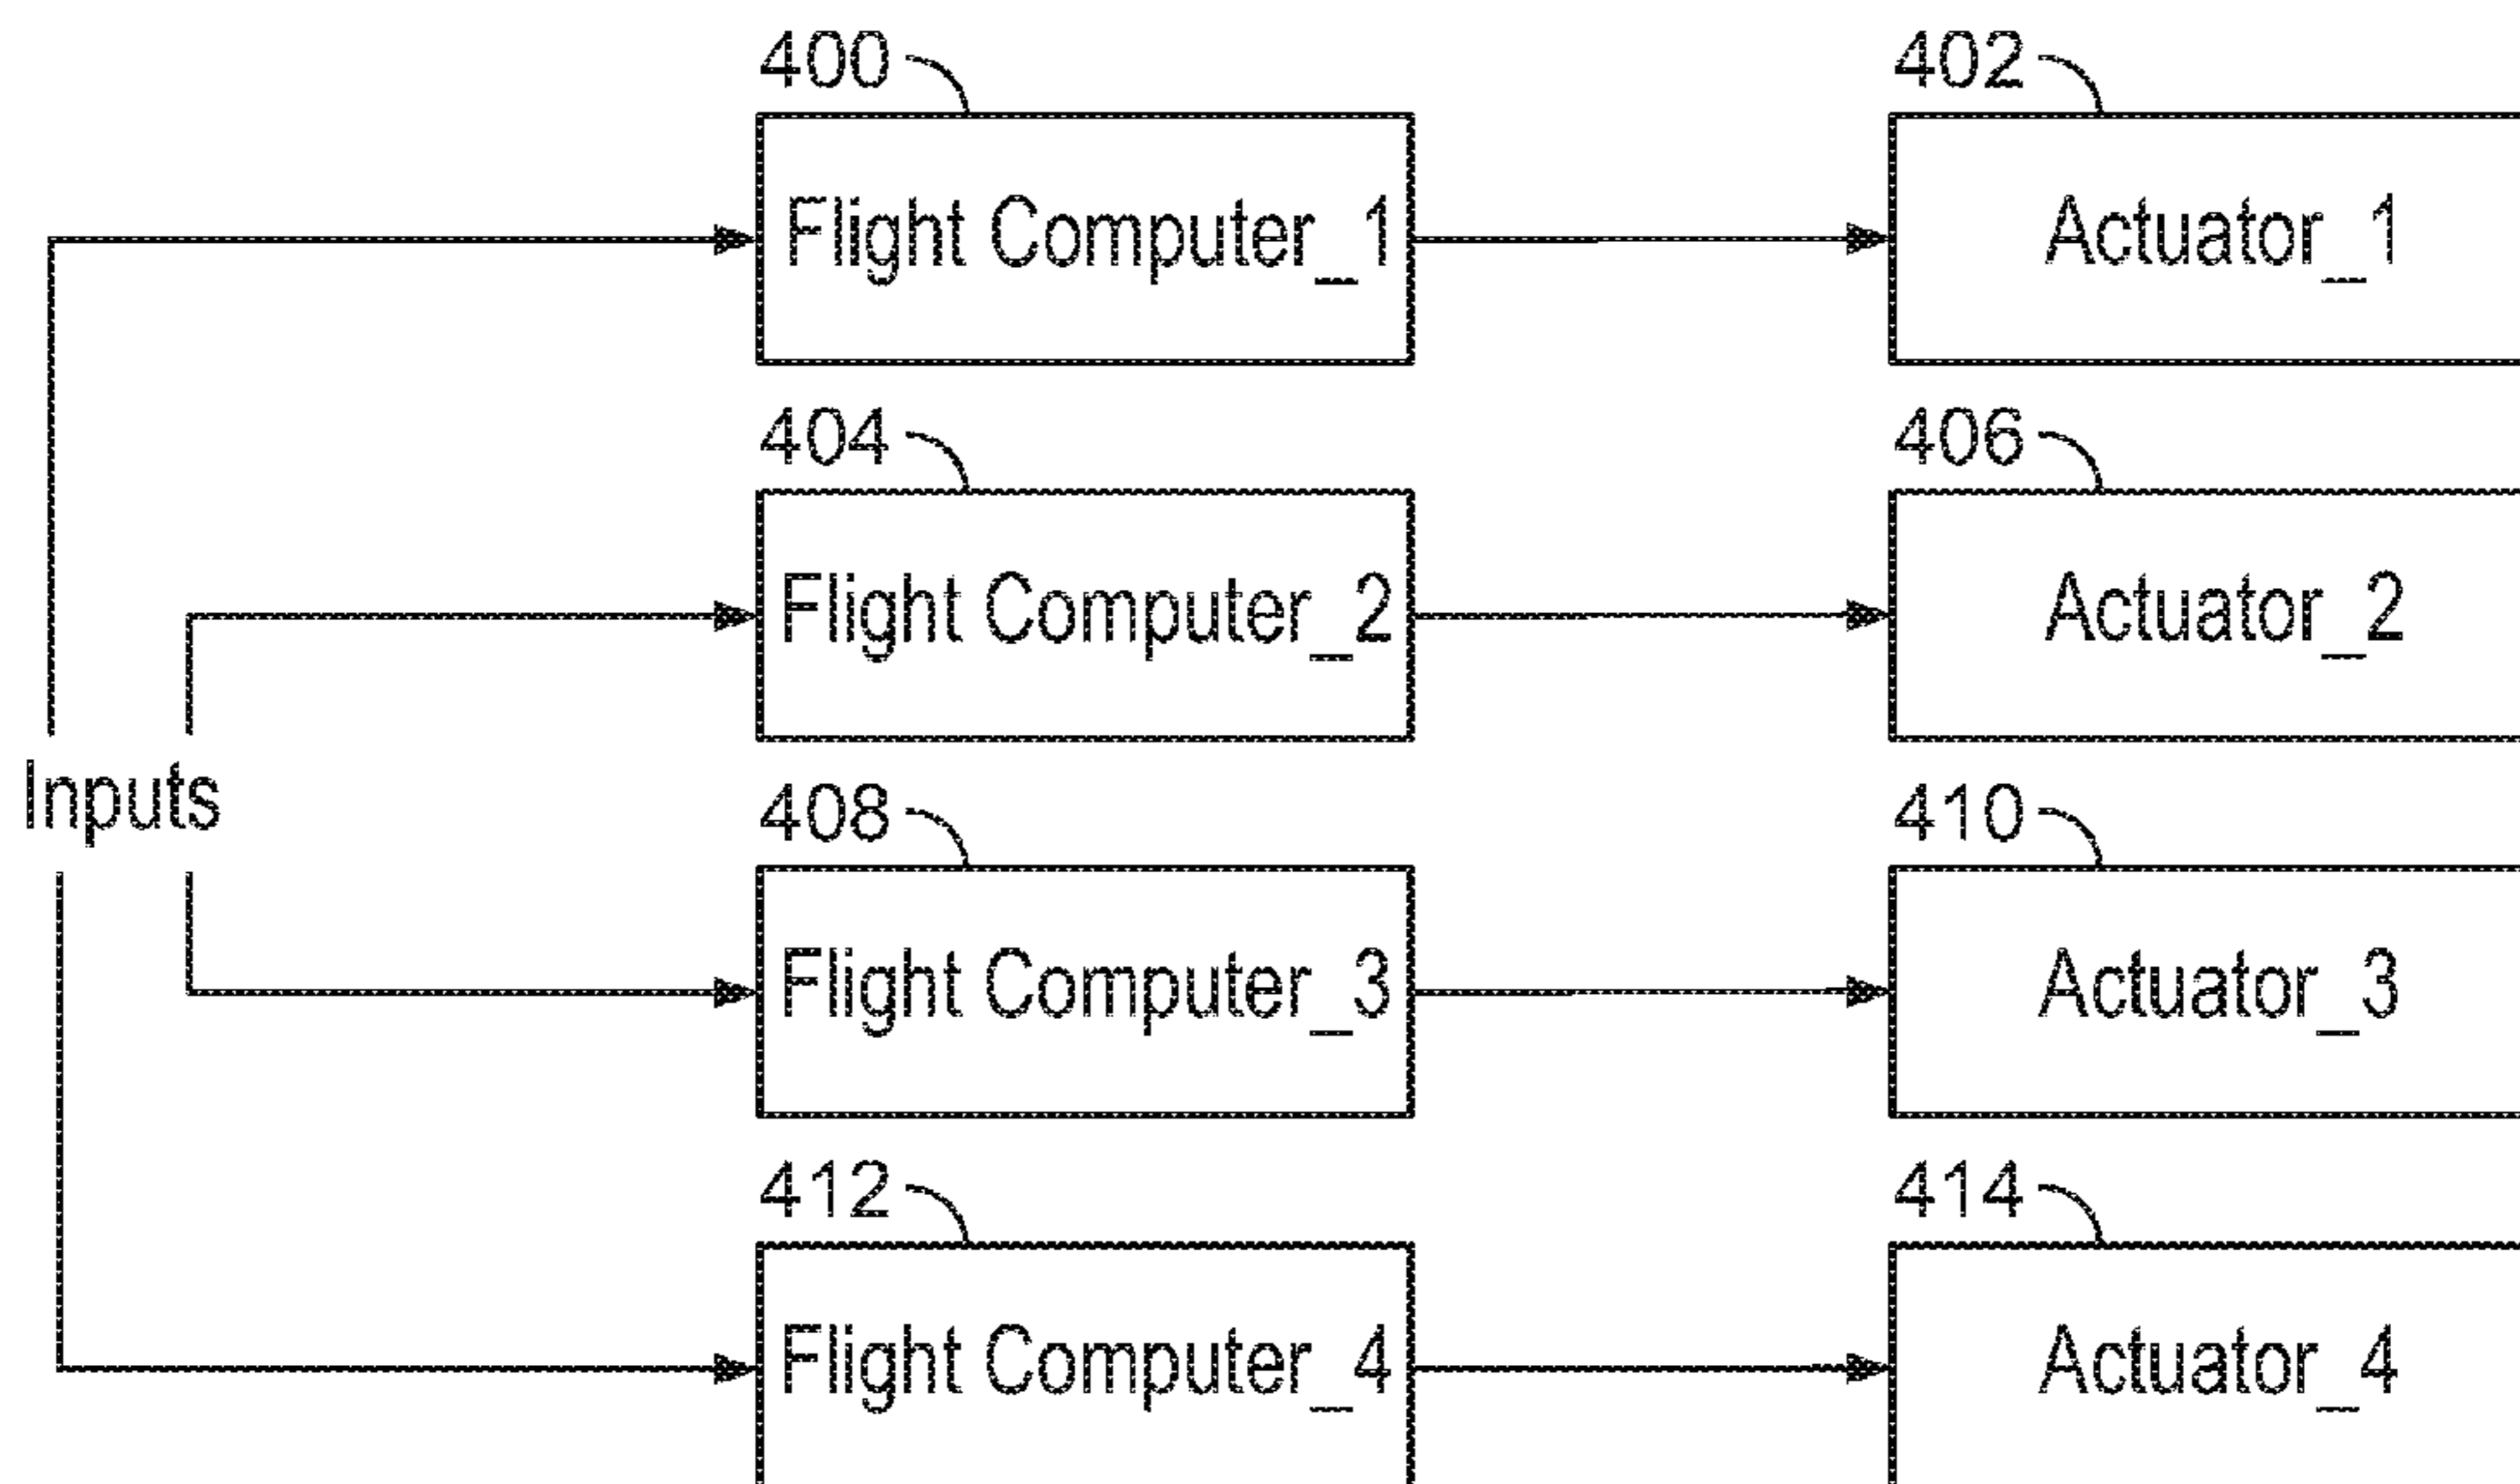 400
402
Flight Computer_1
Actuator_1
404
406
Flight Computer_2
Actuator_2
Inputs
408
410
Flight Computer_3
Actuator_3
412
414
Flight Computer_4
Actuator_4